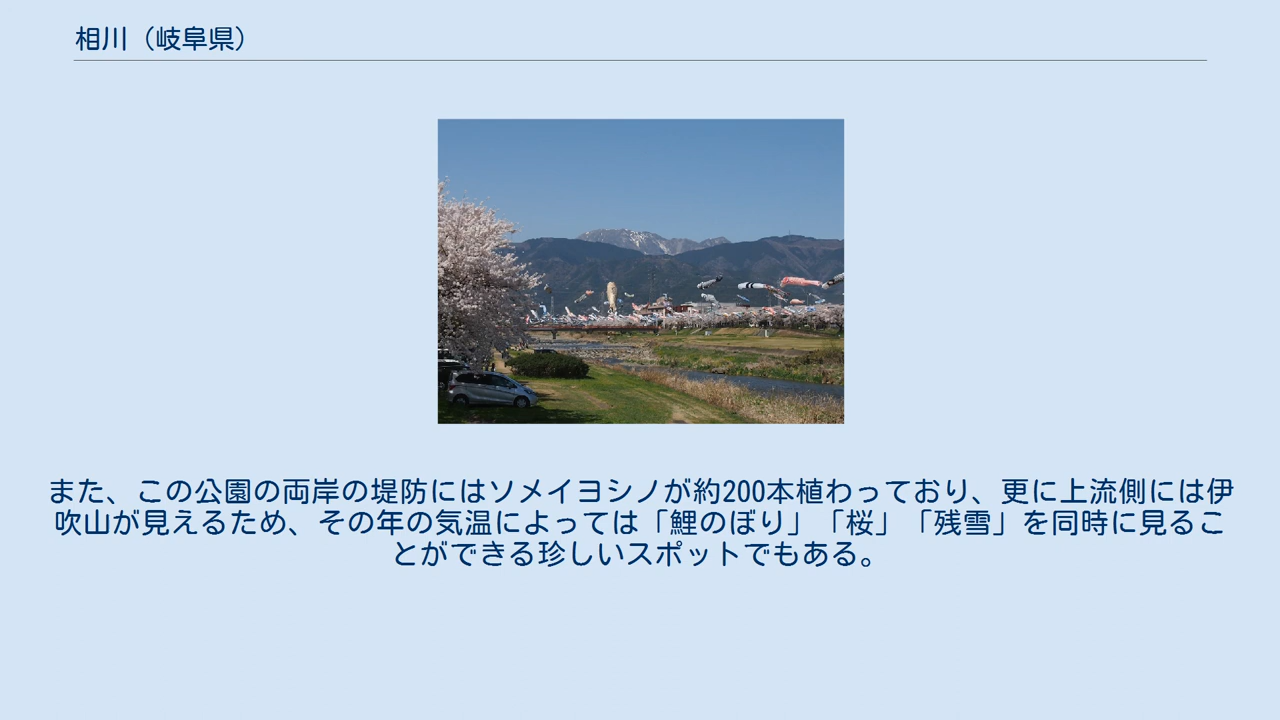 相川（岐阜県）
また、この公園の両岸の堤防にはソメイヨシノが約200本植わっており、更に上流側には伊
吹山が見えるため、その年の気温によっては「鯉のぼり」「桜」「残雪」を同時に見るこ
とができる珍しいスポットでもある。